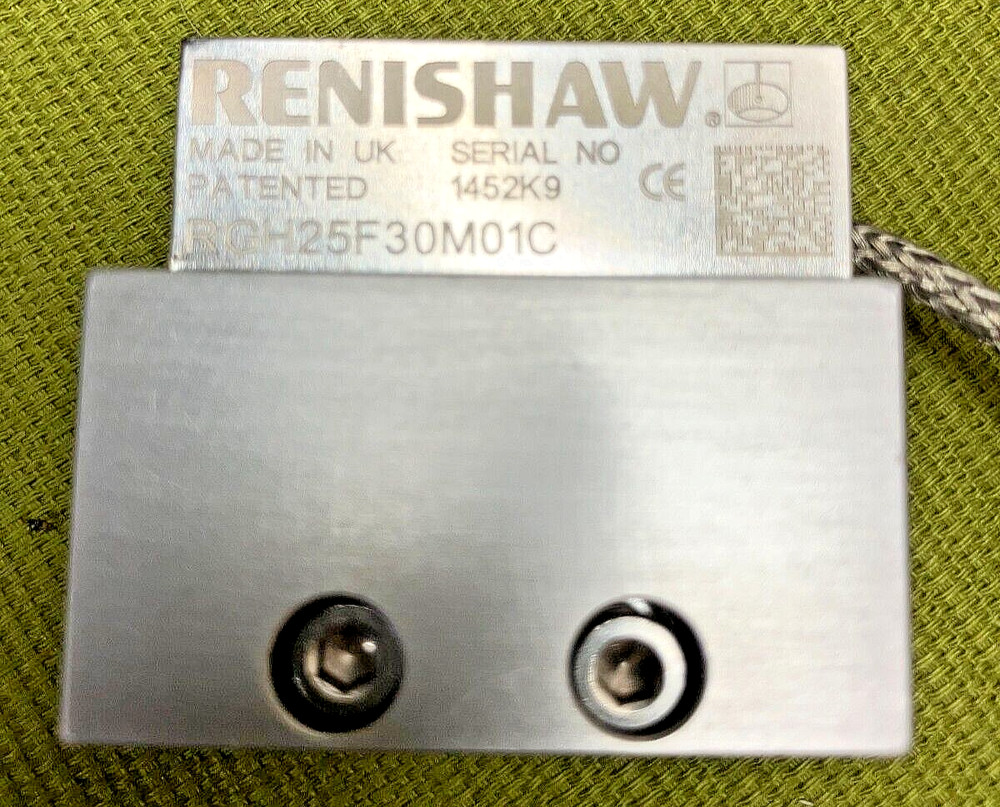 RENISHAW®
MADE IN UK SERIAL NO
PATENTED 1452K9 CE
RGH25F30M01C